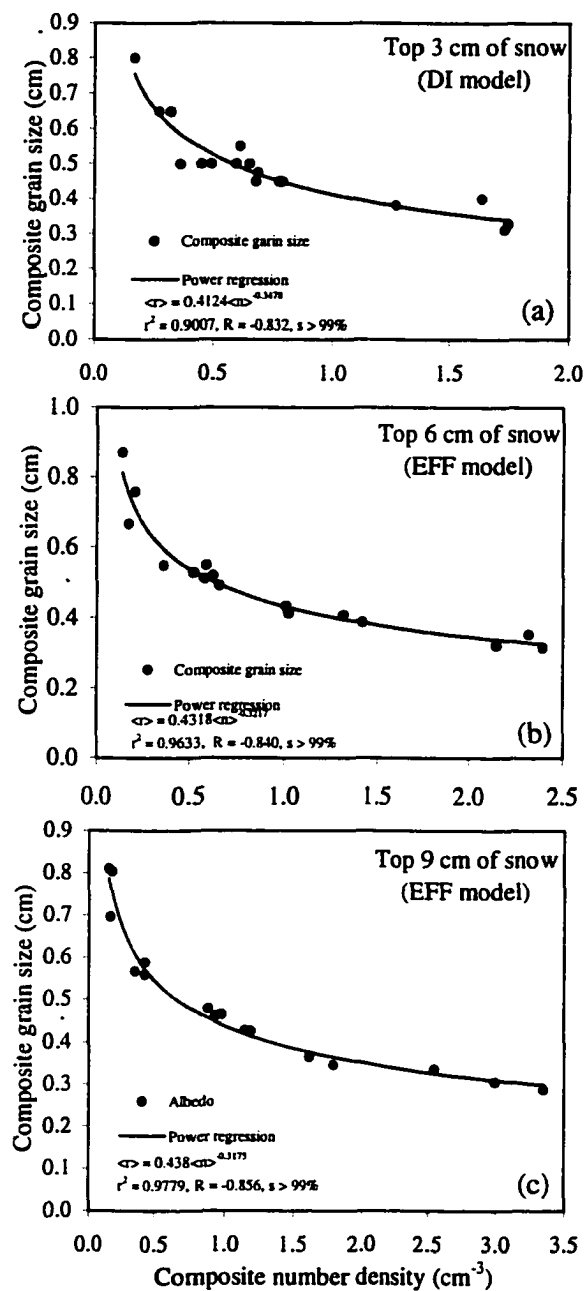 Top 3 cm of snow
(DI model)
Composite grain size (cm)
0.9
0.8
0.7
0.6
0.5
0.4
0.3
0.2
0.1
0.0
Composite garin size
Power regression
<r> = 0.4124<n>
r² = 0.9007, R = -0.832, s > 99%
(a)
0.0 0.5 1.0 1.5 2.0
Top 6 cm of snow
(EFF model)
Composite grain size (cm)
1.0
0.8
0.6
0.4
0.2
0.0
Composite grain size
Power regression
<r> = 0.4318<n>
r² = 0.9633, R = -0.840, s > 99%
(b)
0.0 0.5 1.0 1.5 2.0 2.5
Top 9 cm of snow
(EFF model)
Composite grain size (cm)
0.9
0.8
0.7
0.6
0.5
0.4
0.3
0.2
0.1
0.0
Albedo
Power regression
<r> = 0.438<n>^-0.3175
r² = 0.9779, R = -0.856, s > 99%
(c)
0.0 0.5 1.0 1.5 2.0 2.5 3.0 3.5
Composite number density (cm⁻³)